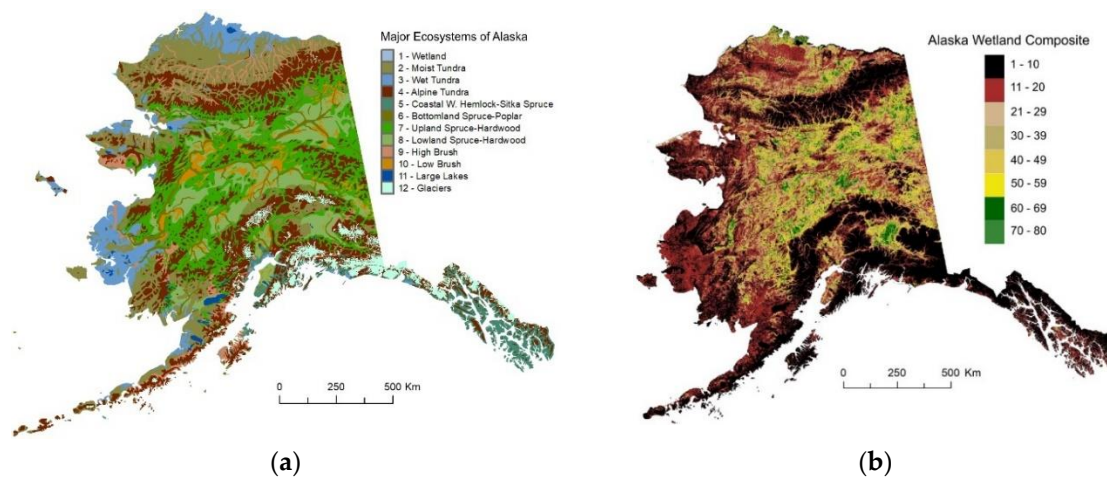 Major Ecosystems of Alaska
1 - Wetland
2 - Moist Tundra
3 - Wet Tundra
4 - Alpine Tundra
5 - Coastal W. Hemlock-Sitka Spruce
6 - Bottomland Spruce-Poplar
7 - Upland Spruce-Hardwood
8 - Lowland Spruce-Hardwood
9 - High Brush
10 - Low Brush
11 - Large Lakes
12 - Glaciers
0 250 500 Km
(a)
Alaska Wetland Composite
1 - 10
11 - 20
21 - 29
30 - 39
40 - 49
50 - 59
60 - 69
70 - 80
0 250 500 Km
(b)